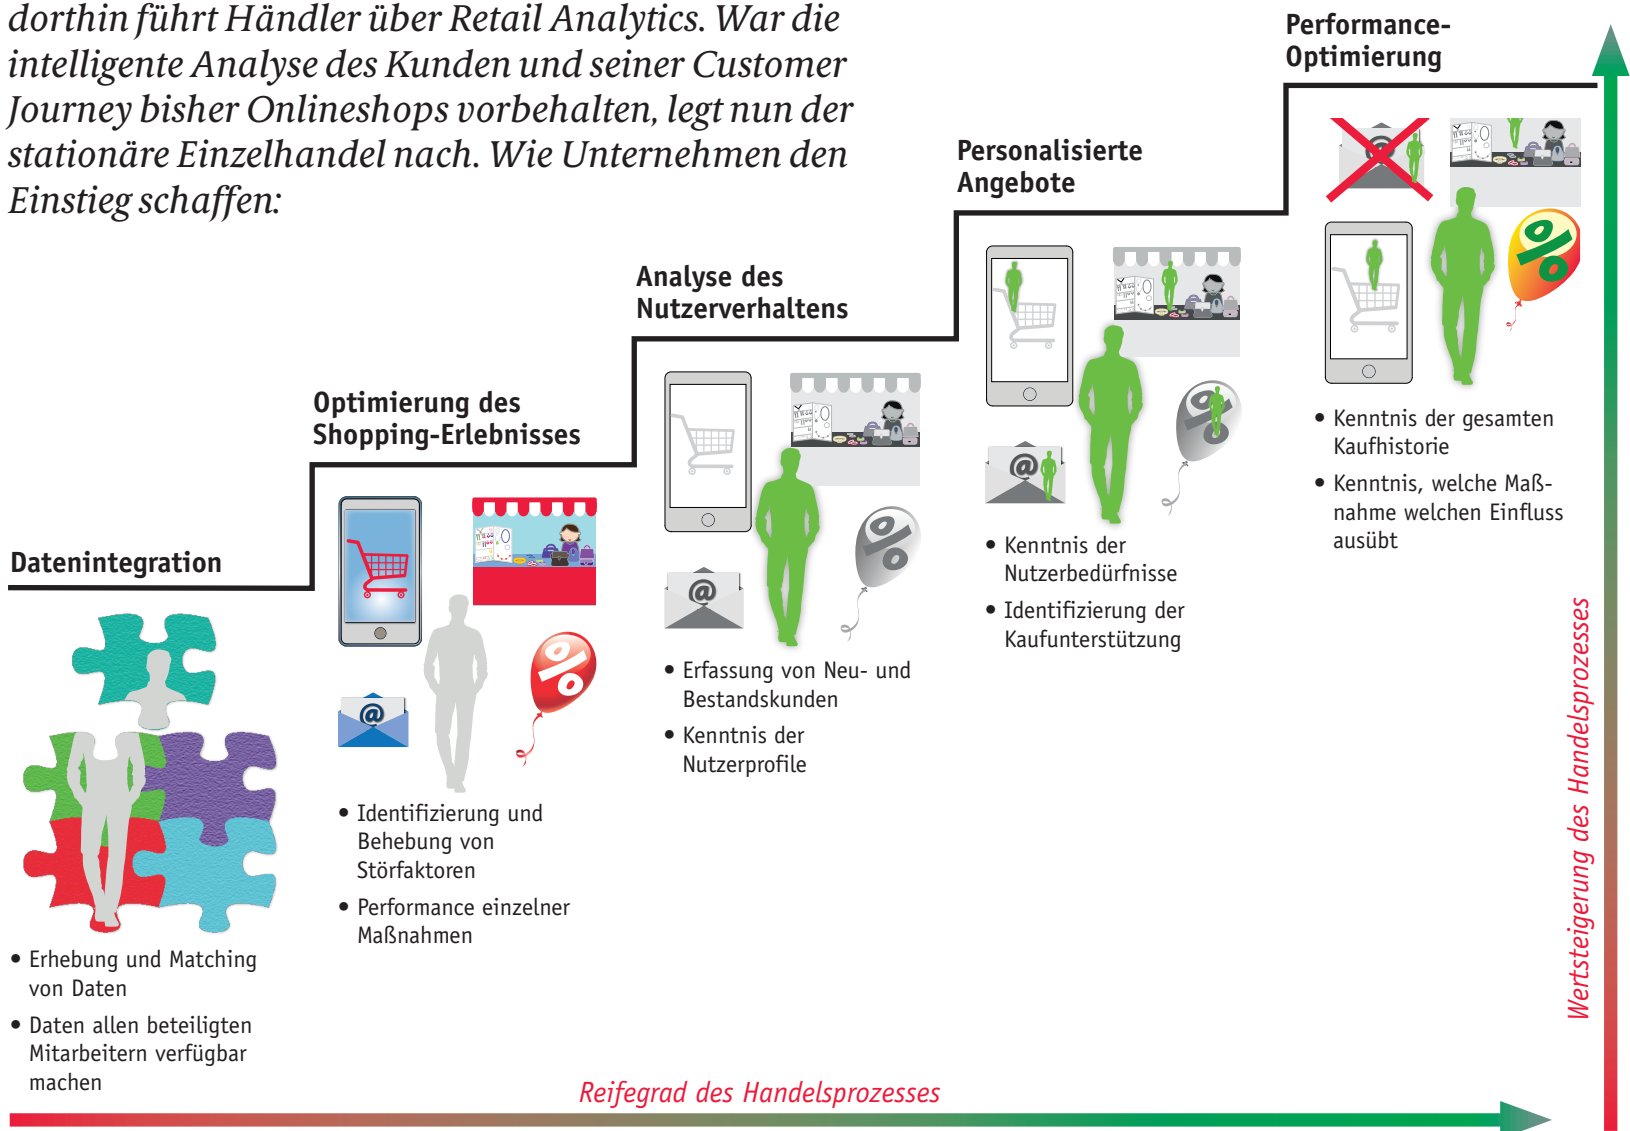 dorthin führt Händler über Retail Analytics. War die
intelligente Analyse des Kunden und seiner Customer
Journey bisher Onlineshops vorbehalten, legt nun der
stationäre Einzelhandel nach. Wie Unternehmen den
Einstieg schaffen:
Datenintegration
• Erhebung und Matching
von Daten
• Daten allen beteiligten
Mitarbeitern verfügbar
machen
Optimierung des
Shopping-Erlebnisses
@
%
• Identifizierung und
Behebung von
Störfaktoren
• Performance einzelner
Maßnahmen
Analyse des
Nutzerverhaltens
@
%
• Erfassung von Neu- und
Bestandskunden
• Kenntnis der
Nutzerprofile
Personalisierte
Angebote
@
%
• Kenntnis der
Nutzerbedürfnisse
• Identifizierung der
Kaufunterstützung
Performance-
Optimierung
@
%
• Kenntnis der gesamten
Kaufhistorie
• Kenntnis, welche Maß-
nahme welchen Einfluss
ausübt
Wertsteigerung des Handelsprozesses
Reifegrad des Handelsprozesses